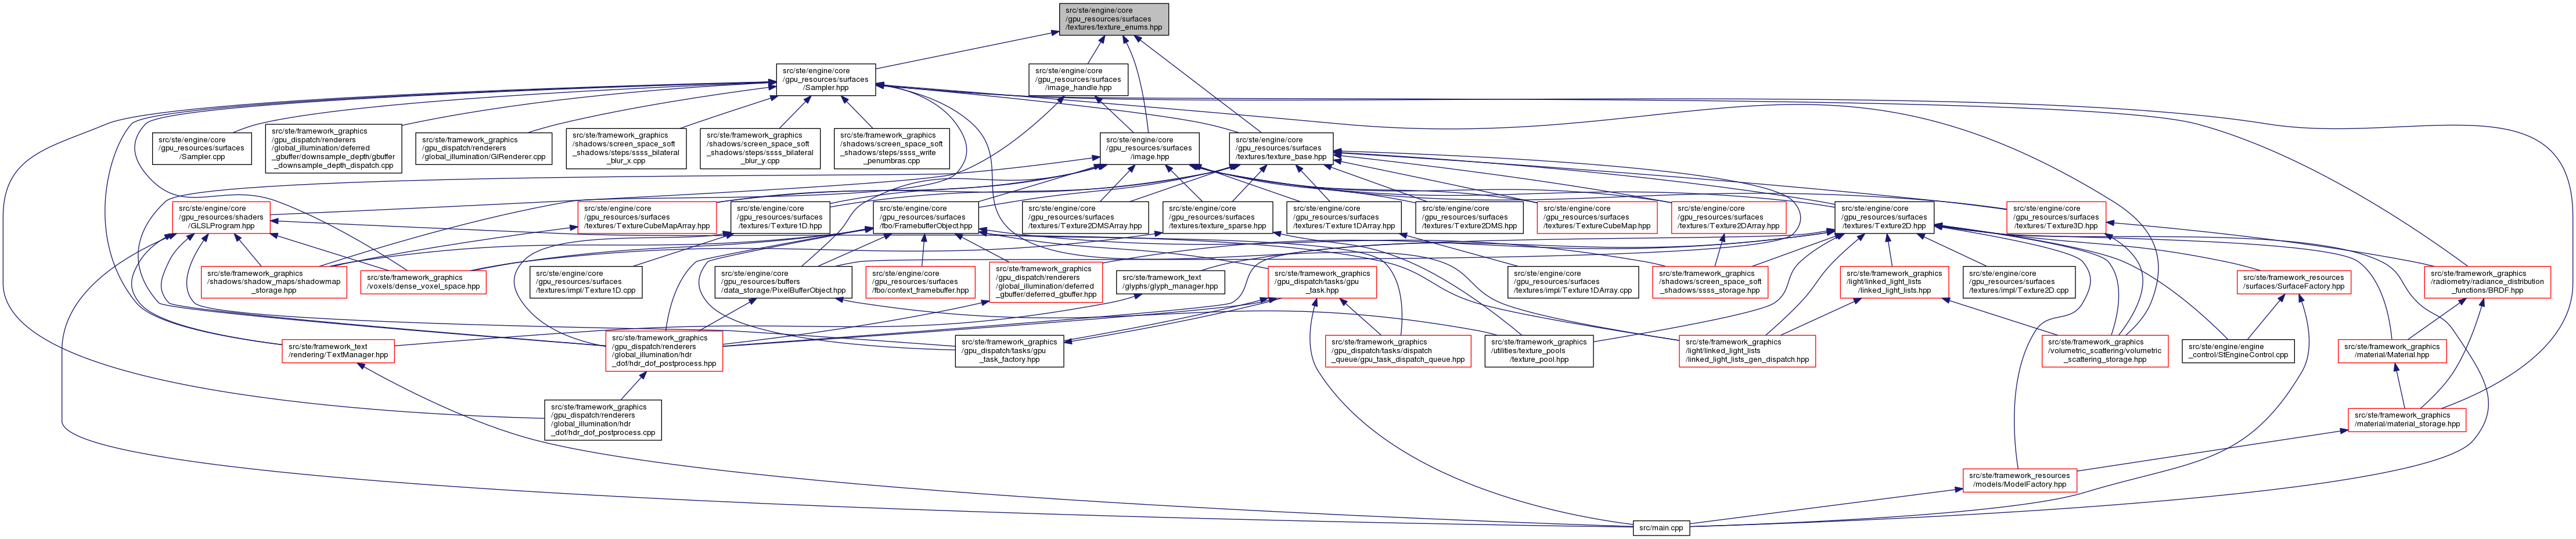 src/ste/engine/core
/gpu_resources/surfaces
/textures/texture_enums.hpp
src/ste/engine/core
/gpu_resources/surfaces
/Sampler.hpp
src/ste/engine/core
/gpu_resources/surfaces
/image_handle.hpp
src/ste/engine/core
/gpu_resources/surfaces
/Sampler.cpp
src/ste/framework_graphics
/gpu_dispatch/renderers
/global_illumination/deferred
_gbuffer/downsample_depth/gbuffer
_downsample_depth_dispatch.cpp
src/ste/framework_graphics
/gpu_dispatch/renderers
/global_illumination/GIRenderer.cpp
src/ste/framework_graphics
/shadows/screen_space_soft
_shadows/steps/ssss_bilateral
_blur_x.cpp
src/ste/framework_graphics
/shadows/screen_space_soft
_shadows/steps/ssss_bilateral
_blur_y.cpp
src/ste/framework_graphics
/shadows/screen_space_soft
_shadows/steps/ssss_write
_penumbras.cpp
src/ste/engine/core
/gpu_resources/surfaces
/image.hpp
src/ste/engine/core
/gpu_resources/surfaces
/textures/texture_base.hpp
src/ste/engine/core
/gpu_resources/shaders
/GLSLProgram.hpp
src/ste/engine/core
/gpu_resources/surfaces
/textures/TextureCubeMapArray.hpp
src/ste/engine/core
/gpu_resources/surfaces
/textures/Texture1D.hpp
src/ste/engine/core
/gpu_resources/surfaces
/fbo/FramebufferObject.hpp
src/ste/engine/core
/gpu_resources/surfaces
/textures/Texture2DMSArray.hpp
src/ste/engine/core
/gpu_resources/surfaces
/textures/texture_sparse.hpp
src/ste/engine/core
/gpu_resources/surfaces
/textures/Texture1DArray.hpp
src/ste/engine/core
/gpu_resources/surfaces
/textures/Texture2DMS.hpp
src/ste/engine/core
/gpu_resources/surfaces
/textures/TextureCubeMap.hpp
src/ste/engine/core
/gpu_resources/surfaces
/textures/Texture2DArray.hpp
src/ste/engine/core
/gpu_resources/surfaces
/textures/Texture2D.hpp
src/ste/engine/core
/gpu_resources/surfaces
/textures/Texture3D.hpp
src/ste/framework_graphics
/shadows/shadow_maps/shadowmap
_storage.hpp
src/ste/framework_graphics
/voxels/dense_voxel_space.hpp
src/ste/engine/core
/gpu_resources/surfaces
/textures/impl/Texture1D.cpp
src/ste/engine/core
/gpu_resources/buffers
/data_storage/PixelBufferObject.hpp
src/ste/engine/core
/gpu_resources/surfaces
/fbo/context_framebuffer.hpp
src/ste/framework_graphics
/gpu_dispatch/renderers
/global_illumination/deferred
_gbuffer/deferred_gbuffer.hpp
src/ste/framework_text
/glyphs/glyph_manager.hpp
src/ste/framework_graphics
/gpu_dispatch/tasks/gpu
_task.hpp
src/ste/engine/core
/gpu_resources/surfaces
/textures/impl/Texture1DArray.cpp
src/ste/framework_graphics
/shadows/screen_space_soft
_shadows/ssss_storage.hpp
src/ste/framework_graphics
/light/linked_light_lists
/linked_light_lists.hpp
src/ste/engine/core
/gpu_resources/surfaces
/textures/impl/Texture2D.cpp
src/ste/framework_resources
/surfaces/SurfaceFactory.hpp
src/ste/framework_graphics
/radiometry/radiance_distribution
_functions/BRDF.hpp
src/ste/framework_text
/rendering/TextManager.hpp
src/ste/framework_graphics
/gpu_dispatch/renderers
/global_illumination/hdr
_dof/hdr_dof_postprocess.hpp
src/ste/framework_graphics
/gpu_dispatch/tasks/gpu
_task_factory.hpp
src/ste/framework_graphics
/gpu_dispatch/tasks/dispatch
_queue/gpu_task_dispatch_queue.hpp
src/ste/framework_graphics
/utilities/texture_pools
/texture_pool.hpp
src/ste/framework_graphics
/light/linked_light_lists
/linked_light_lists_gen_dispatch.hpp
src/ste/framework_graphics
/volumetric_scattering/volumetric
_scattering_storage.hpp
src/ste/engine/engine
_control/StEngineControl.cpp
src/ste/framework_graphics
/material/Material.hpp
src/ste/framework_graphics
/gpu_dispatch/renderers
/global_illumination/hdr
_dof/hdr_dof_postprocess.cpp
src/ste/framework_graphics
/material/material_storage.hpp
src/ste/framework_resources
/models/ModelFactory.hpp
src/main.cpp